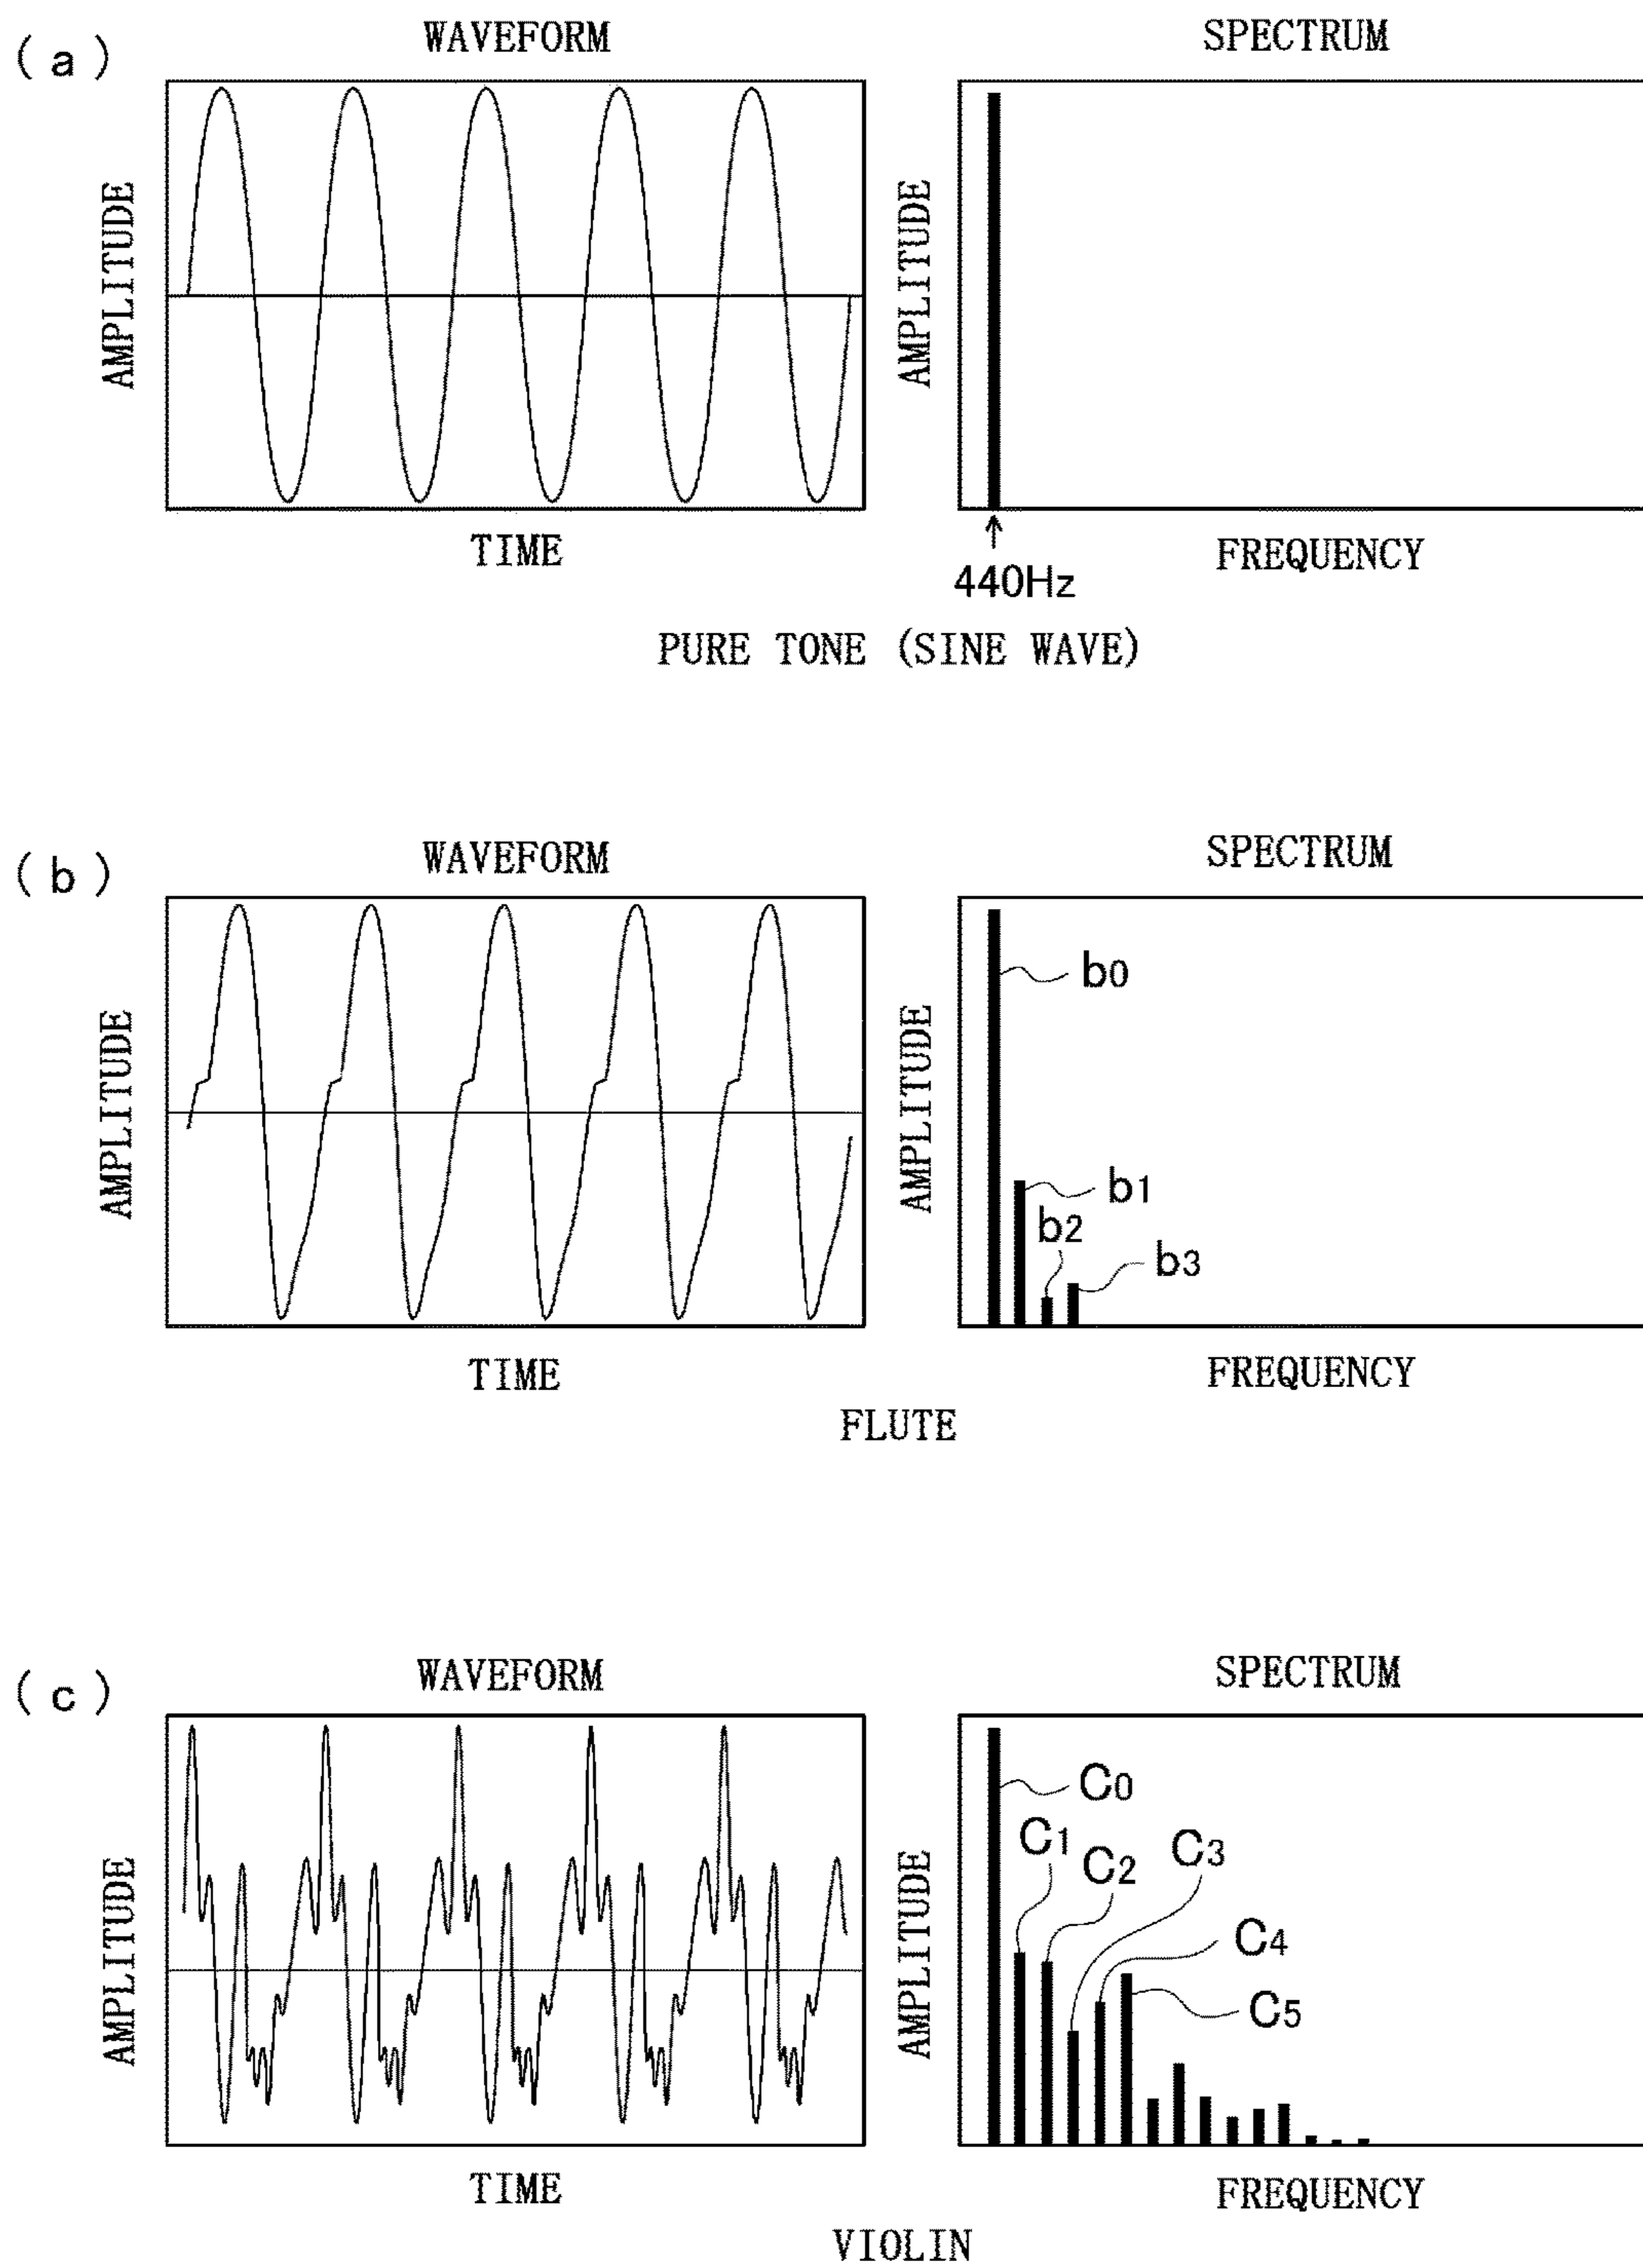 (a)
WAVEFORM
SPECTRUM
AMPLITUDE
AMPLITUDE
TIME
FREQUENCY
440Hz
PURE TONE (SINE WAVE)
(b)
WAVEFORM
SPECTRUM
AMPLITUDE
AMPLITUDE
b0
b1
b2
b3
TIME
FREQUENCY
FLUTE
(c)
WAVEFORM
SPECTRUM
AMPLITUDE
AMPLITUDE
C0
C1
C2
C3
C4
C5
TIME
FREQUENCY
VIOLIN